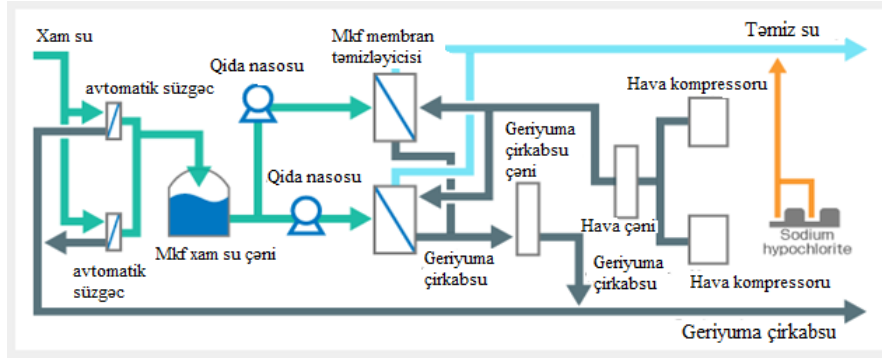 Xam su
avtomatik süzgəc
Qida nasosu
Mkf membran
təmizləyicisi
Təmiz su
Hava kompressoru
Geriyuma
çirkabsu
çəni
Qida nasosu
Mkf xam su çəni
avtomatik
süzgəc
Geriyuma
çirkabsu
Hava çəni
Geriyuma
çirkabsu
Hava kompressoru
Sodium
hypochlorite
Geriyuma çirkabsu